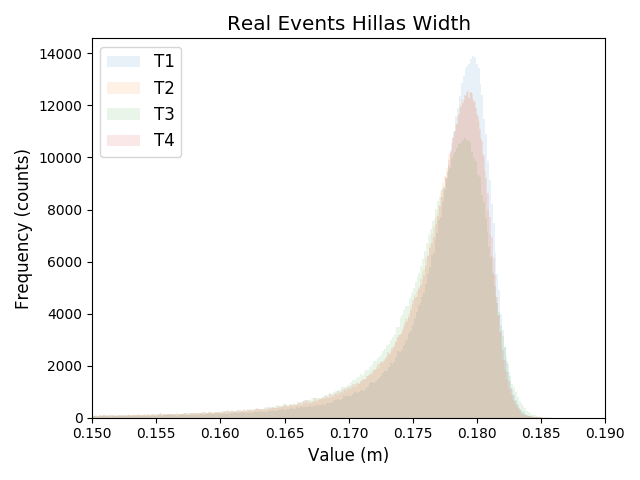 Real Events Hillas Width
T1
T2
T3
T4
14000
12000
10000
8000
6000
4000
2000
0
Frequency (counts)
0.150 0.155 0.160 0.165 0.170 0.175 0.180 0.185 0.190
Value (m)